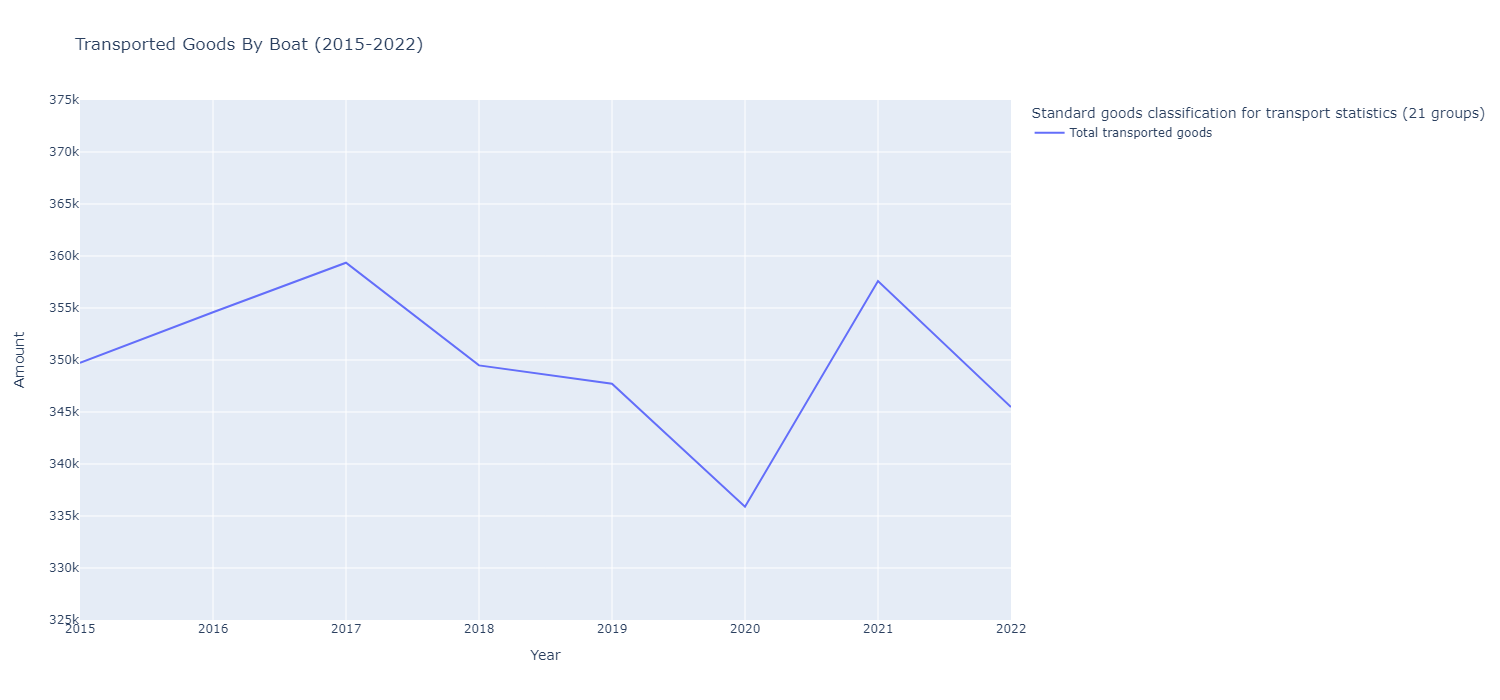 Transported Goods By Boat (2015-2022)
375k
370k
365k
360k
355k
350k
345k
340k
335k
330k
325k
Amount
2015 2016 2017 2018 2019 2020 2021 2022
Year
Standard goods classification for transport statistics (21 groups)
Total transported goods